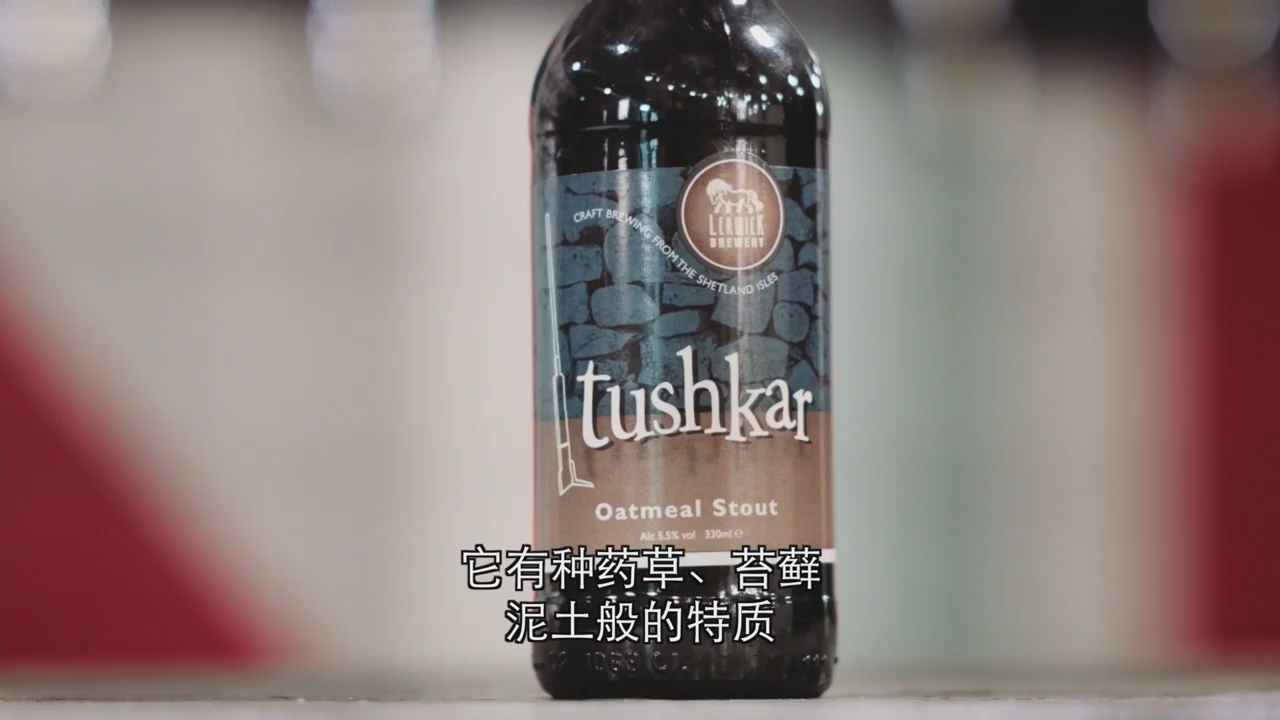 CRAFT BREWING FROM THE SHETLAND ISLES
LERWICK
BREWERY
tushkar
Oatmeal Stout
Alc 5.5% vol 330ml ℮
它有种药草、苔藓
泥土般的特质